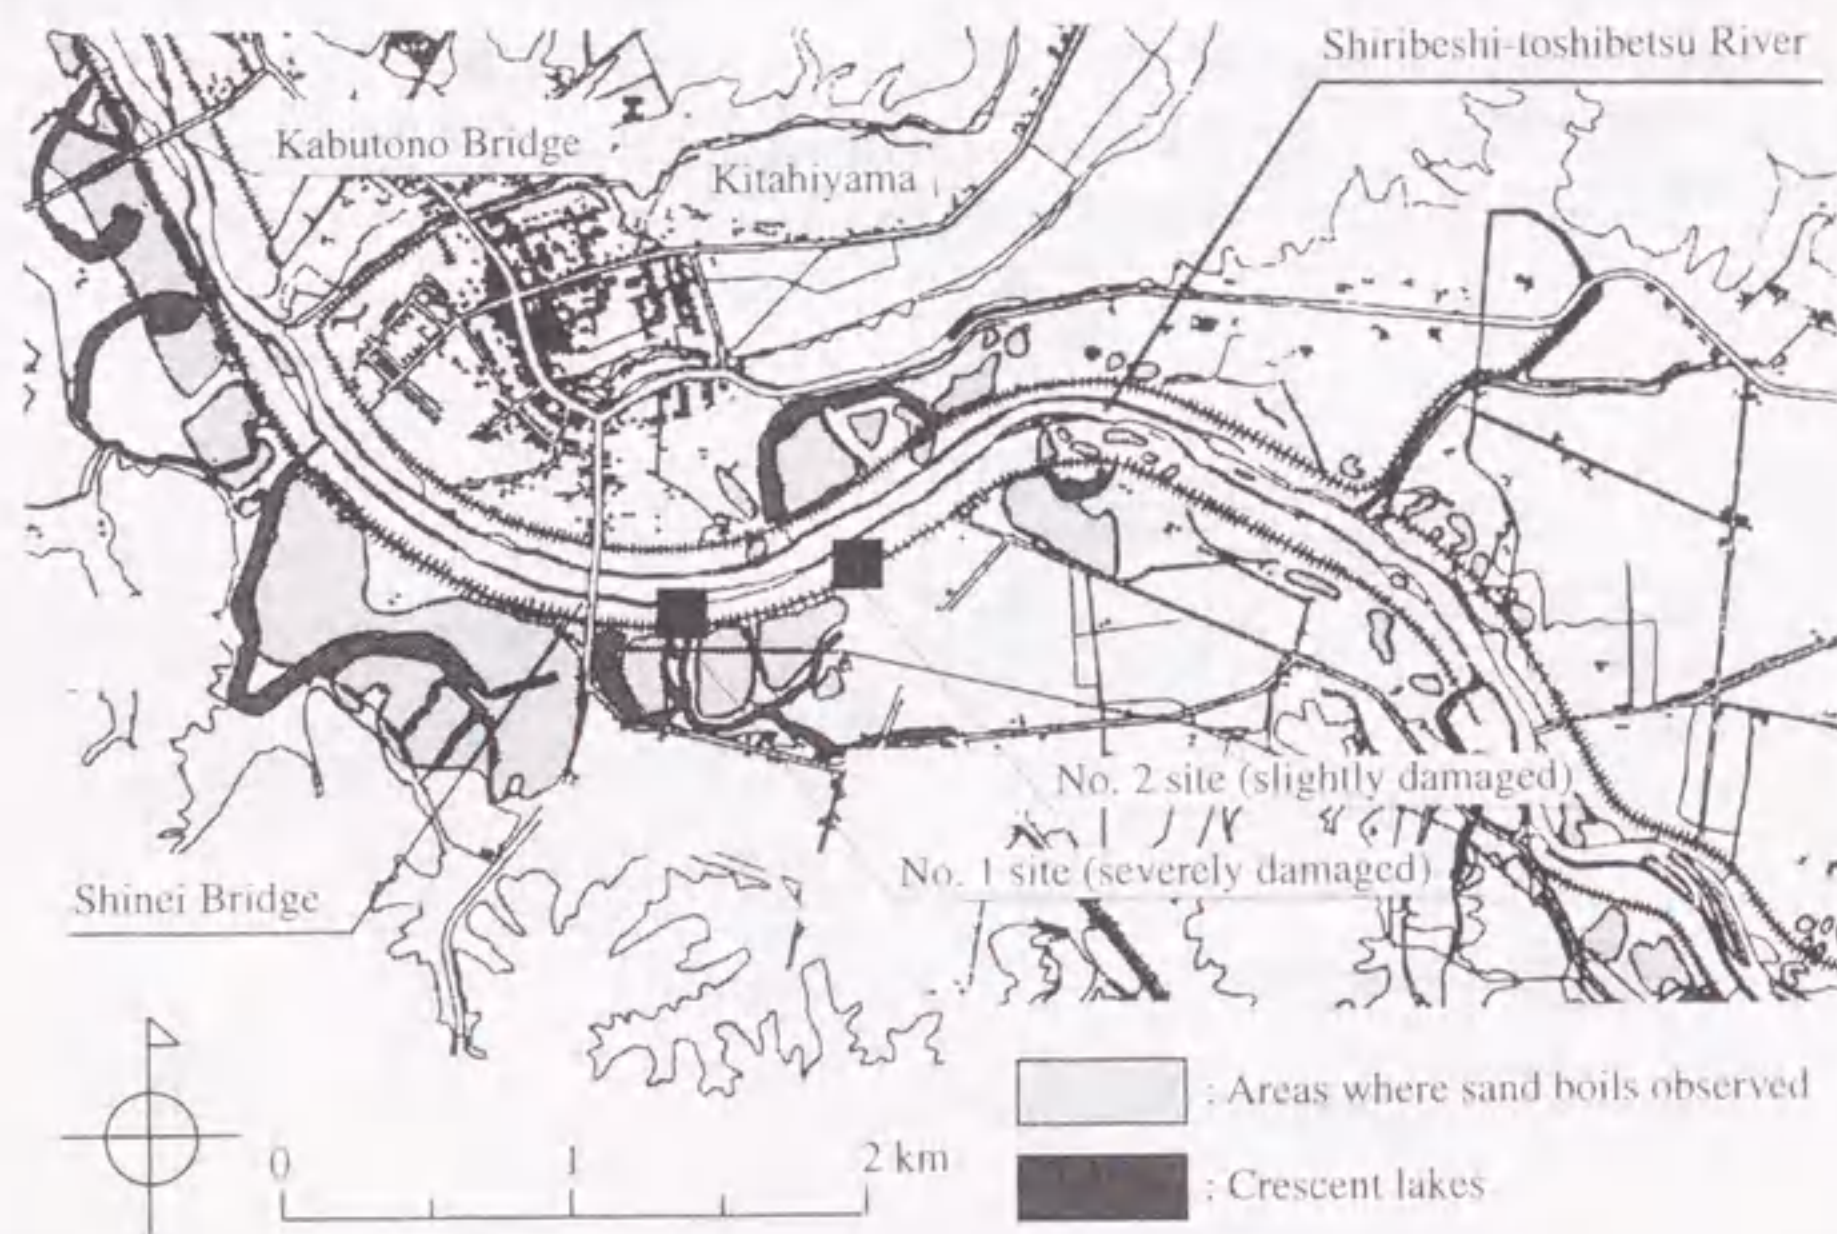 Shiribeshi-toshibetsu River
Kabutono Bridge
Kitahiyama
No. 2 site (slightly damaged)
No. 1 site (severely damaged)
Shinei Bridge
: Areas where sand boils observed
0 1 2 km
: Crescent lakes